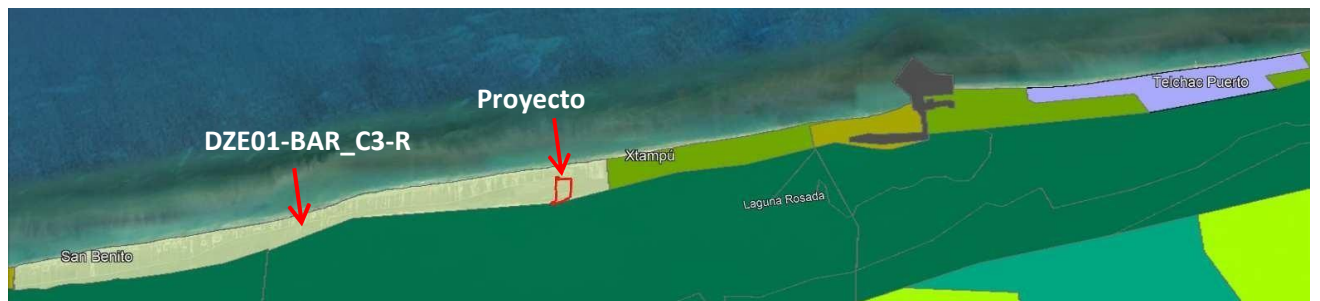 Proyecto
DZE01-BAR_C3-R
Telchac Puerto
Xtampú
Laguna Rosada
San Benito